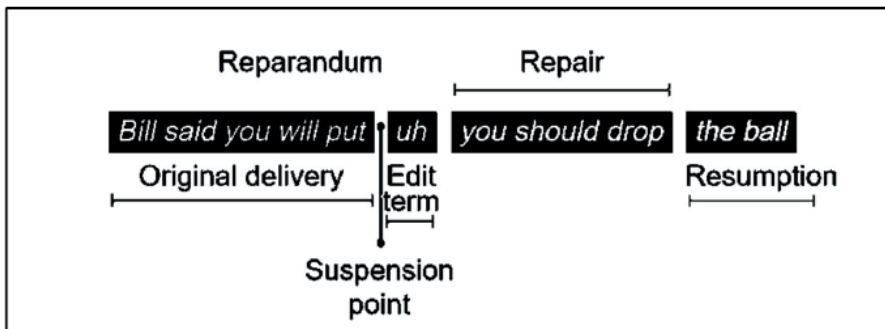 Reparandum Repair
Bill said you will put uh you should drop the ball
Original delivery Edit term Resumption
Suspension point